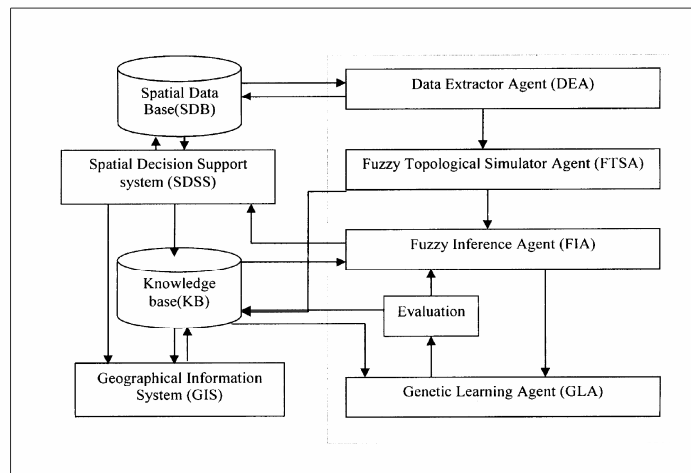 Spatial Data
Base(SDB)
Data Extractor Agent (DEA)
Spatial Decision Support
system (SDSS)
Fuzzy Topological Simulator Agent (FTSA)
Fuzzy Inference Agent (FIA)
Knowledge
base(KB)
Evaluation
Geographical Information
System (GIS)
Genetic Learning Agent (GLA)